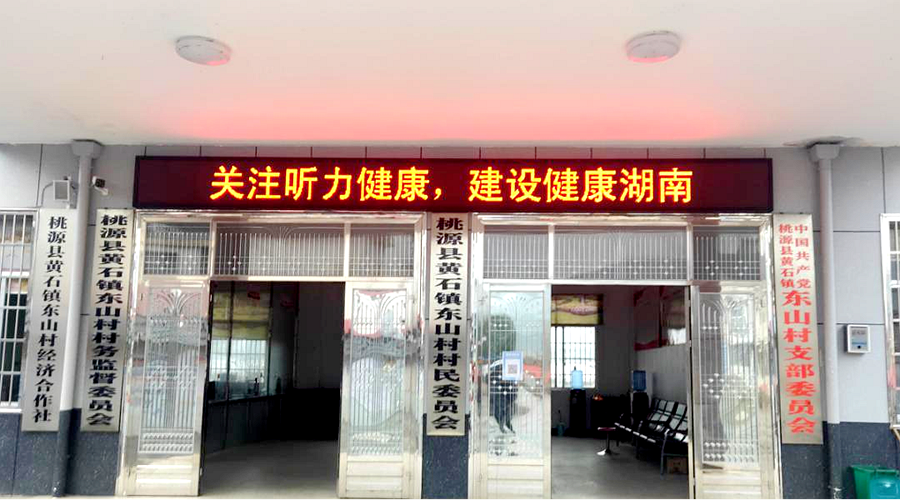 关注听力健康，建设健康湖南
桃源县黄石镇东山村经济合作社
桃源县黄石镇东山村村务监督委员会
桃源县黄石镇东山村村民委员会
中国共产党
桃源县黄石镇
东山村支部委员会